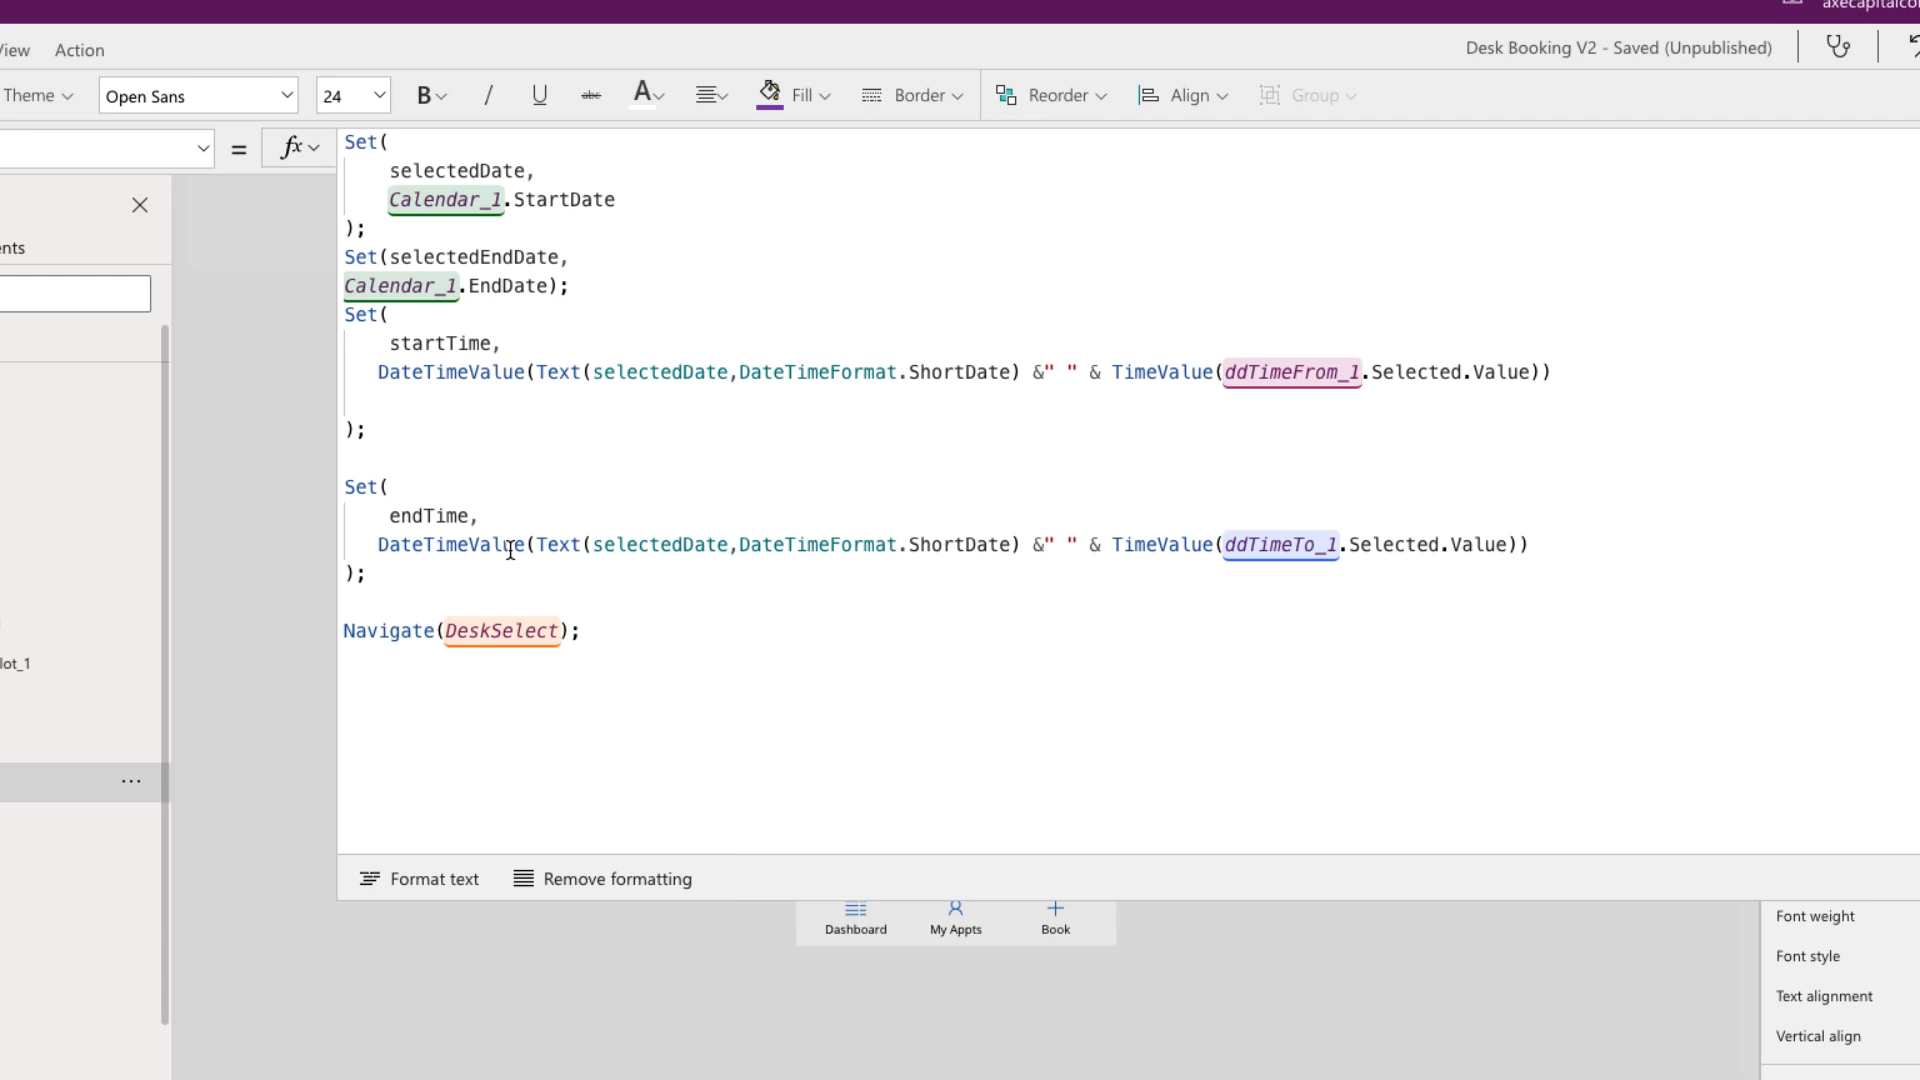 axecapitalco
View Action
Desk Booking V2 - Saved (Unpublished)
Theme Open Sans 24 B / U abc A Fill Border Reorder Align Group
= fx
Set(
selectedDate,
Calendar_1.StartDate
);
Set(selectedEndDate,
Calendar_1.EndDate);
Set(
startTime,
DateTimeValue(Text(selectedDate,DateTimeFormat.ShortDate) &" " & TimeValue(ddTimeFrom_1.Selected.Value))
);
Set(
endTime,
DateTimeValue(Text(selectedDate,DateTimeFormat.ShortDate) &" " & TimeValue(ddTimeTo_1.Selected.Value))
);
Navigate(DeskSelect);
ents
lot_1
...
Format text Remove formatting
Dashboard My Appts Book
Font weight
Font style
Text alignment
Vertical align